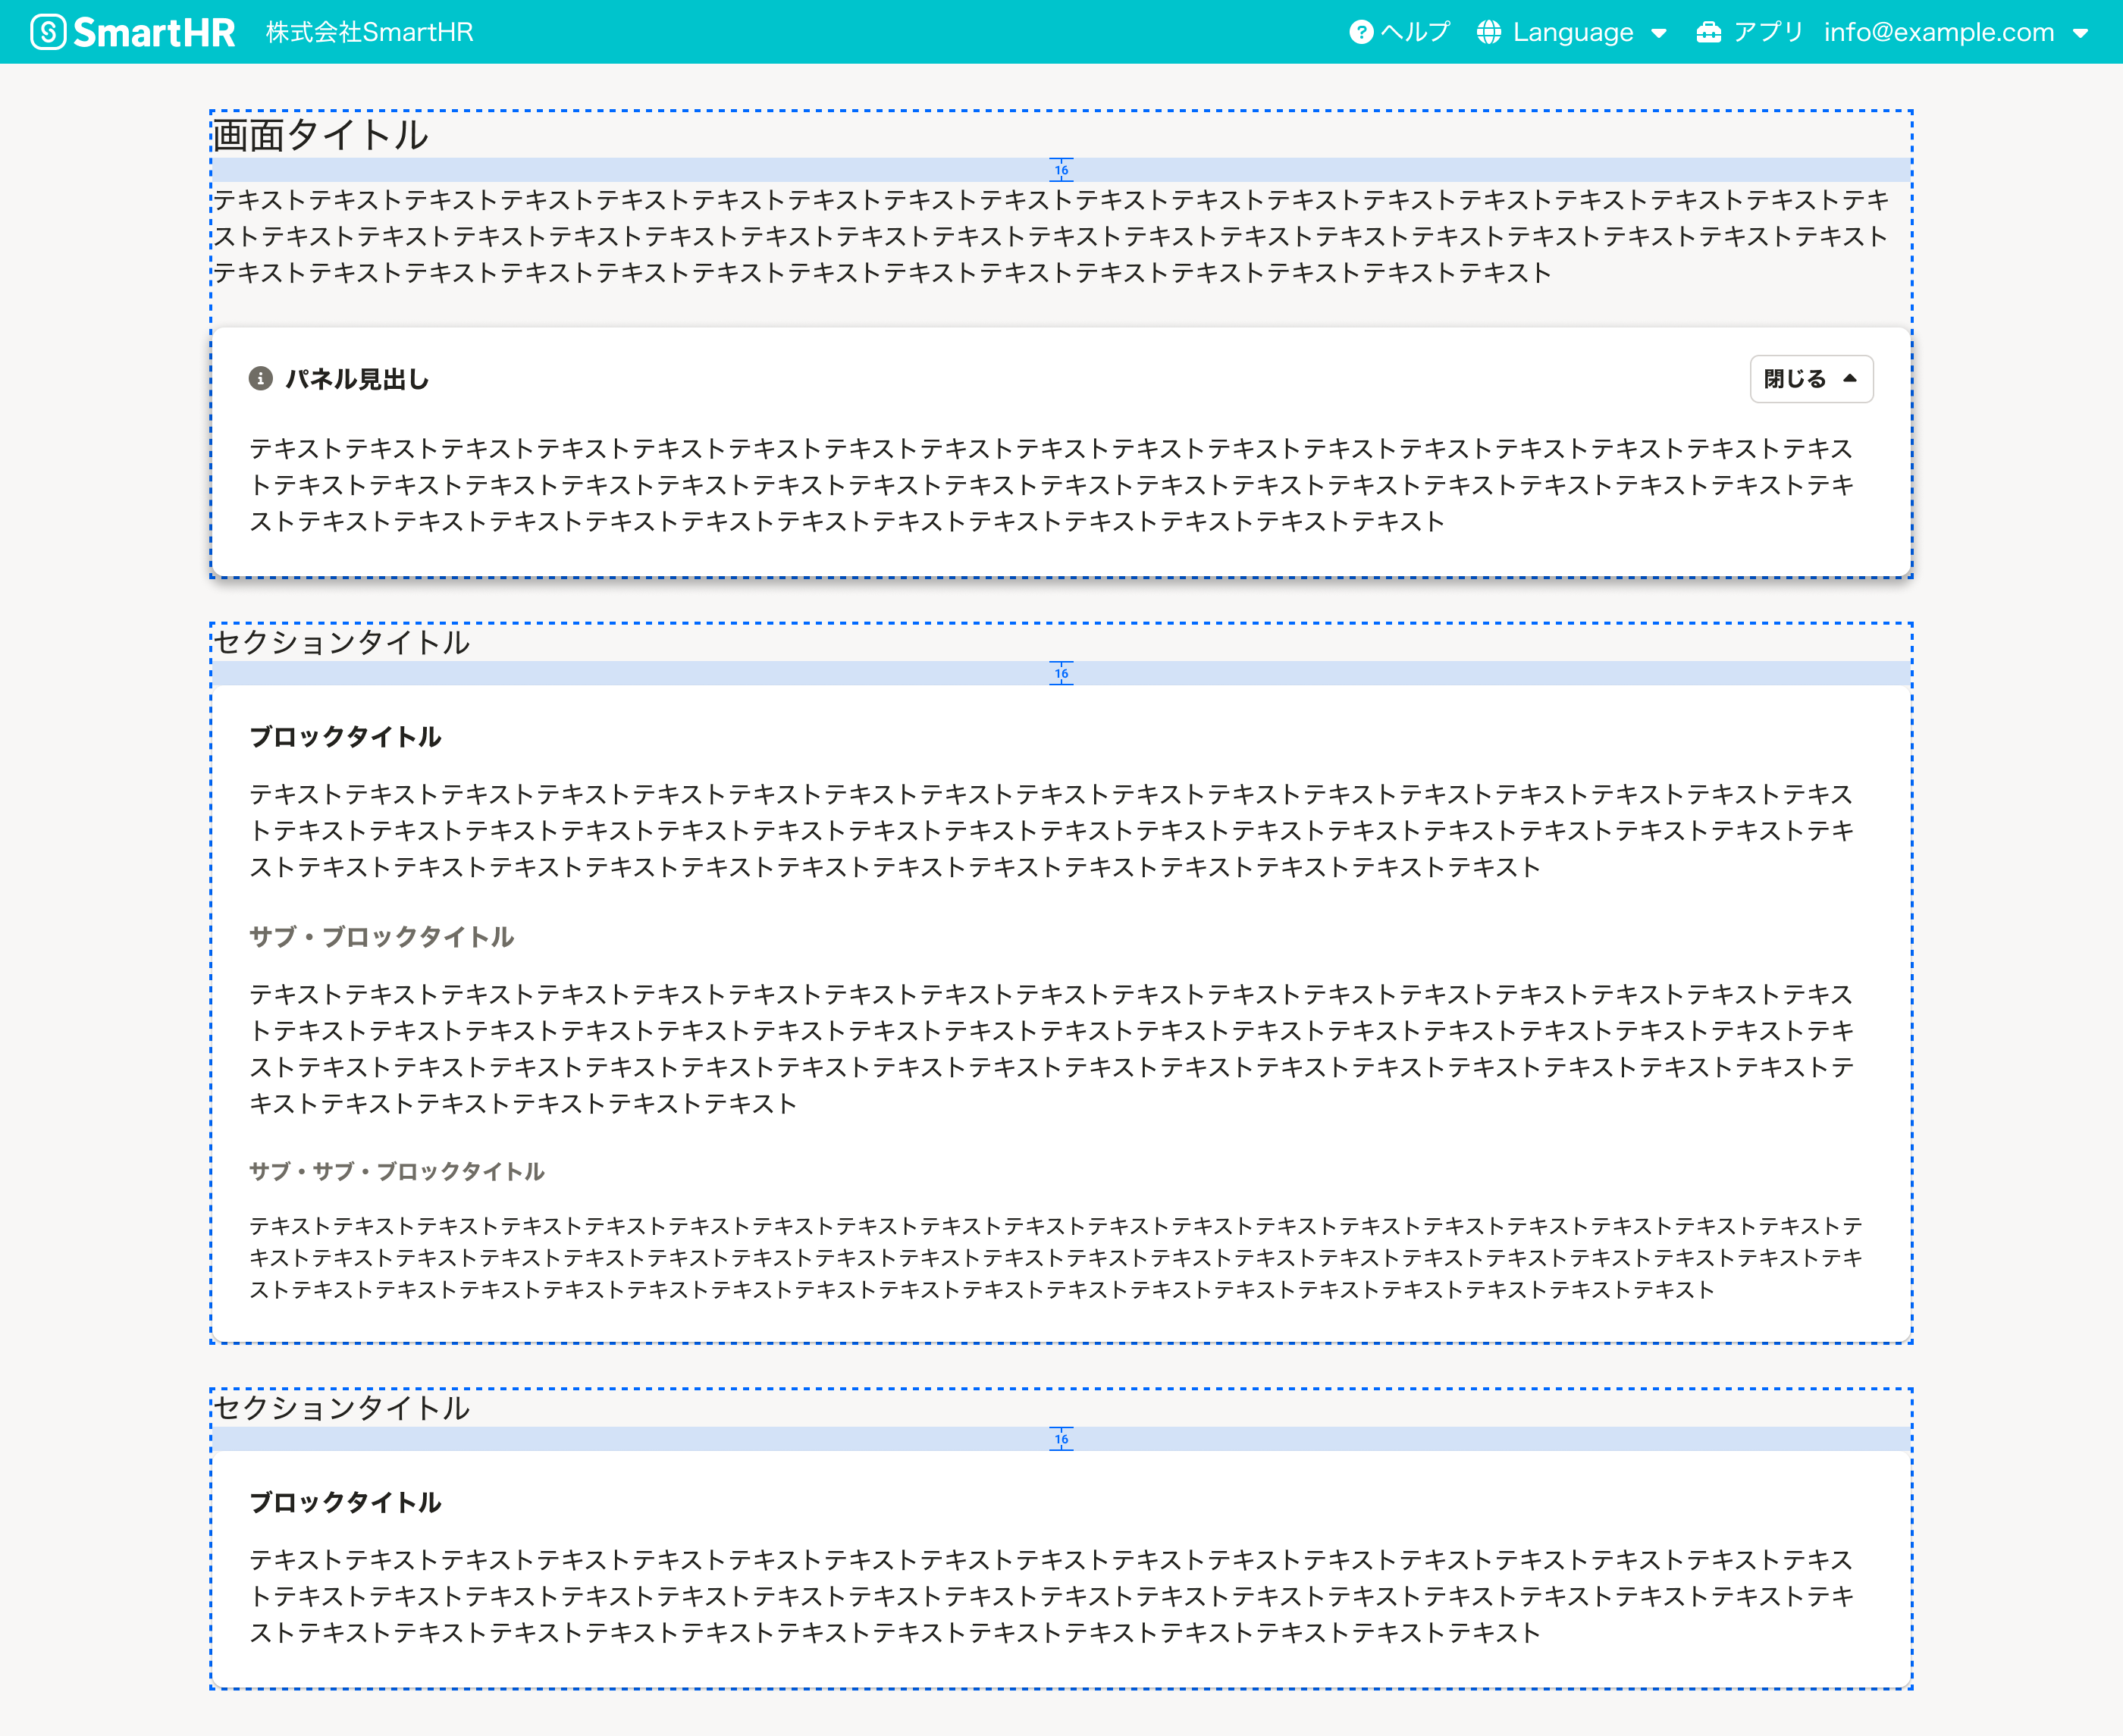 SmartHR 株式会社SmartHR ヘルプ Language アプリ info@example.com
画面タイトル
16
テキストテキストテキストテキストテキストテキストテキストテキストテキストテキストテキストテキストテキストテキストテキストテキストテキストテキ
ストテキストテキストテキストテキストテキストテキストテキストテキストテキストテキストテキストテキストテキストテキストテキストテキストテキスト
テキストテキストテキストテキストテキストテキストテキストテキストテキストテキストテキストテキストテキストテキスト
パネル見出し
閉じる
テキストテキストテキストテキストテキストテキストテキストテキストテキストテキストテキストテキストテキストテキストテキストテキストテキス
トテキストテキストテキストテキストテキストテキストテキストテキストテキストテキストテキストテキストテキストテキストテキストテキストテキ
ストテキストテキストテキストテキストテキストテキストテキストテキストテキストテキストテキストテキスト
セクションタイトル
16
ブロックタイトル
テキストテキストテキストテキストテキストテキストテキストテキストテキストテキストテキストテキストテキストテキストテキストテキストテキス
トテキストテキストテキストテキストテキストテキストテキストテキストテキストテキストテキストテキストテキストテキストテキストテキストテキ
ストテキストテキストテキストテキストテキストテキストテキストテキストテキストテキストテキストテキストテキスト
サブ・ブロックタイトル
テキストテキストテキストテキストテキストテキストテキストテキストテキストテキストテキストテキストテキストテキストテキストテキストテキス
トテキストテキストテキストテキストテキストテキストテキストテキストテキストテキストテキストテキストテキストテキストテキストテキストテキ
ストテキストテキストテキストテキストテキストテキストテキストテキストテキストテキストテキストテキストテキストテキストテキストテキストテ
キストテキストテキストテキストテキストテキスト
サブ・サブ・ブロックタイトル
テキストテキストテキストテキストテキストテキストテキストテキストテキストテキストテキストテキストテキストテキストテキストテキストテキストテキストテキストテ
キストテキストテキストテキストテキストテキストテキストテキストテキストテキストテキストテキストテキストテキストテキストテキストテキストテキストテキストテキ
ストテキストテキストテキストテキストテキストテキストテキストテキストテキストテキストテキストテキストテキストテキストテキストテキストテキスト
セクションタイトル
16
ブロックタイトル
テキストテキストテキストテキストテキストテキストテキストテキストテキストテキストテキストテキストテキストテキストテキストテキストテキス
トテキストテキストテキストテキストテキストテキストテキストテキストテキストテキストテキストテキストテキストテキストテキストテキストテキ
ストテキストテキストテキストテキストテキストテキストテキストテキストテキストテキストテキストテキストテキスト